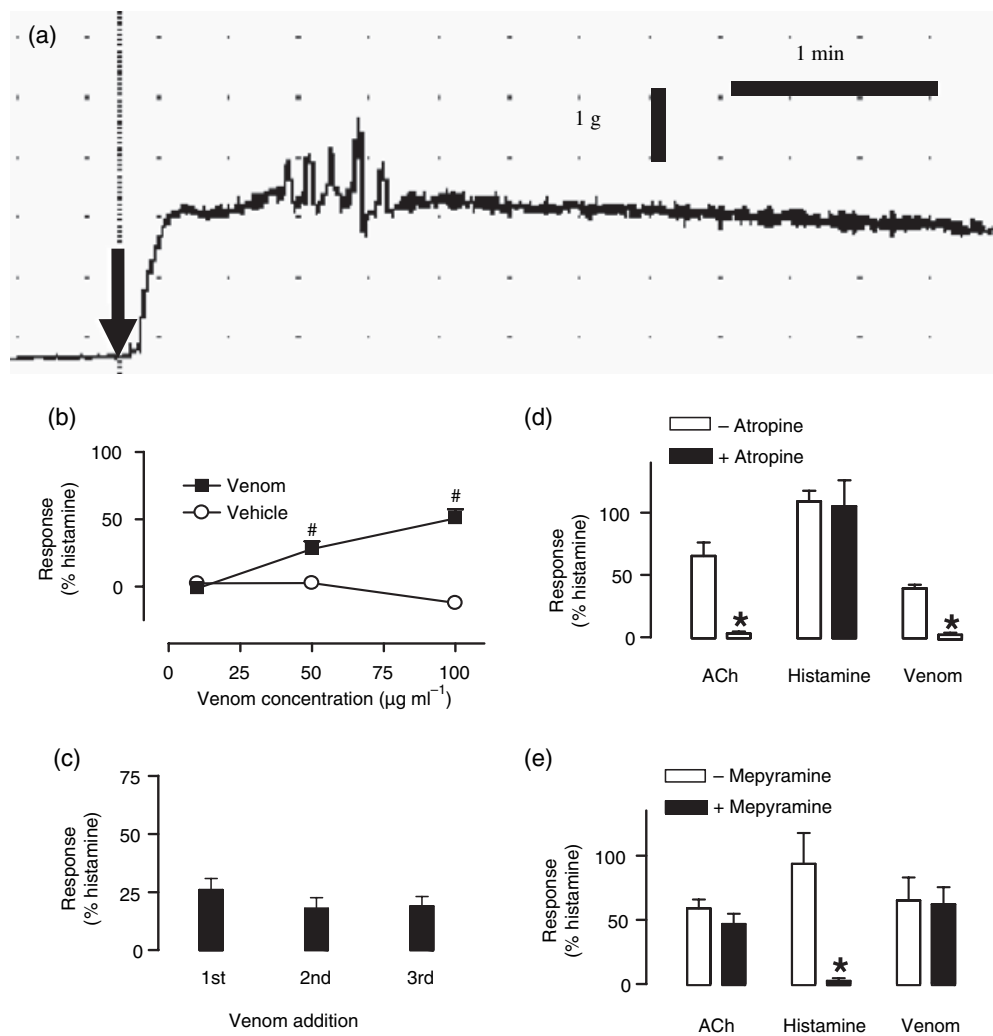 (a)
1 min
1 g
(b)
100
50
0
Response
(% histamine)
Venom
Vehicle
#
#
0 25 50 75 100
Venom concentration (µg ml⁻¹)
(c)
75
50
25
0
Response
(% histamine)
1st 2nd 3rd
Venom addition
(d)
– Atropine
+ Atropine
100
50
0
Response
(% histamine)
*
*
ACh Histamine Venom
(e)
– Mepyramine
+ Mepyramine
100
50
0
Response
(% histamine)
*
ACh Histamine Venom